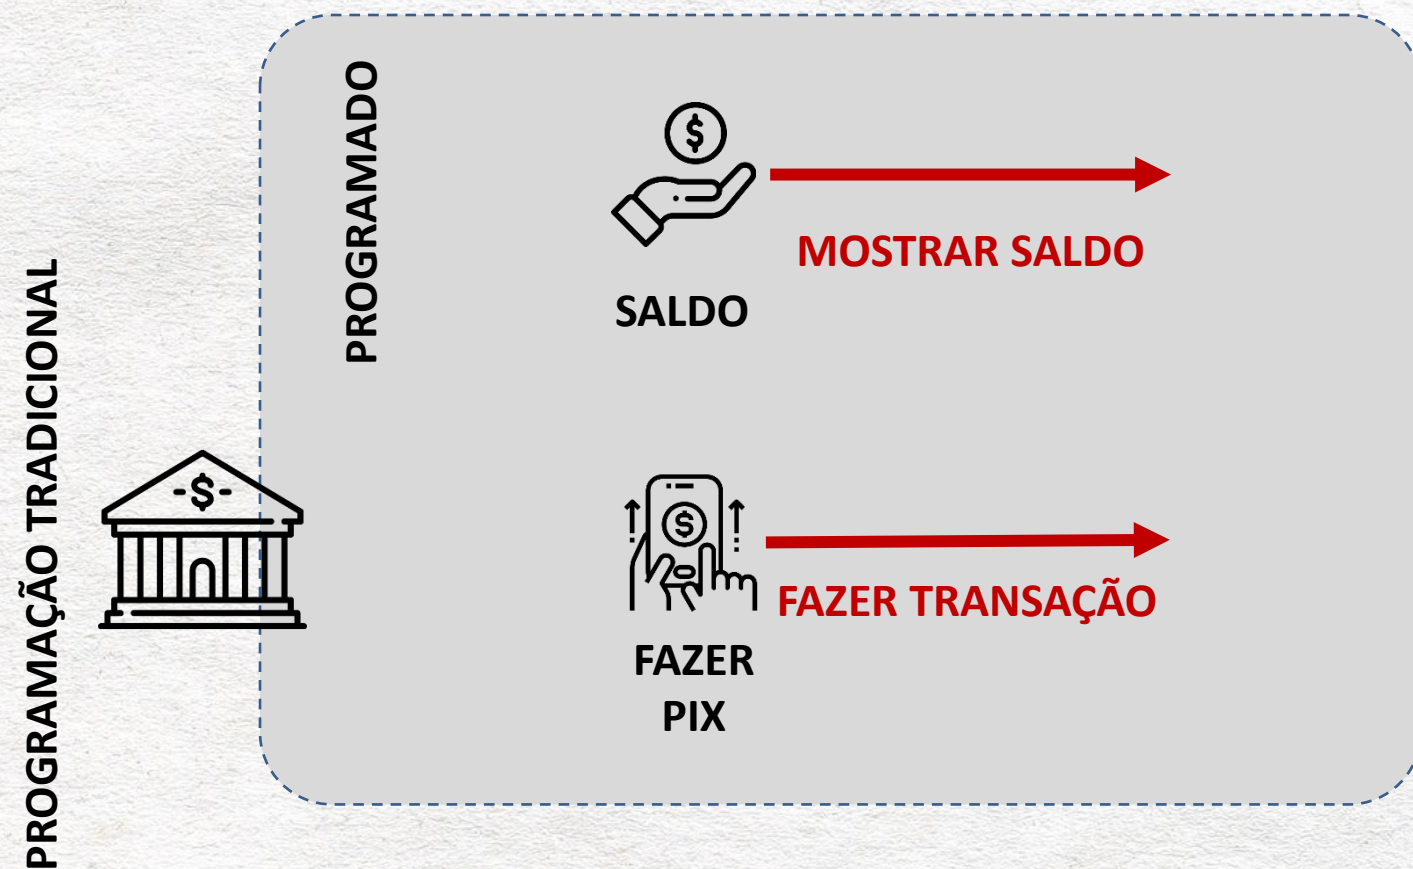 PROGRAMAÇÃO TRADICIONAL
PROGRAMADO
$
MOSTRAR SALDO
SALDO
-$-
$
FAZER TRANSAÇÃO
FAZER
PIX